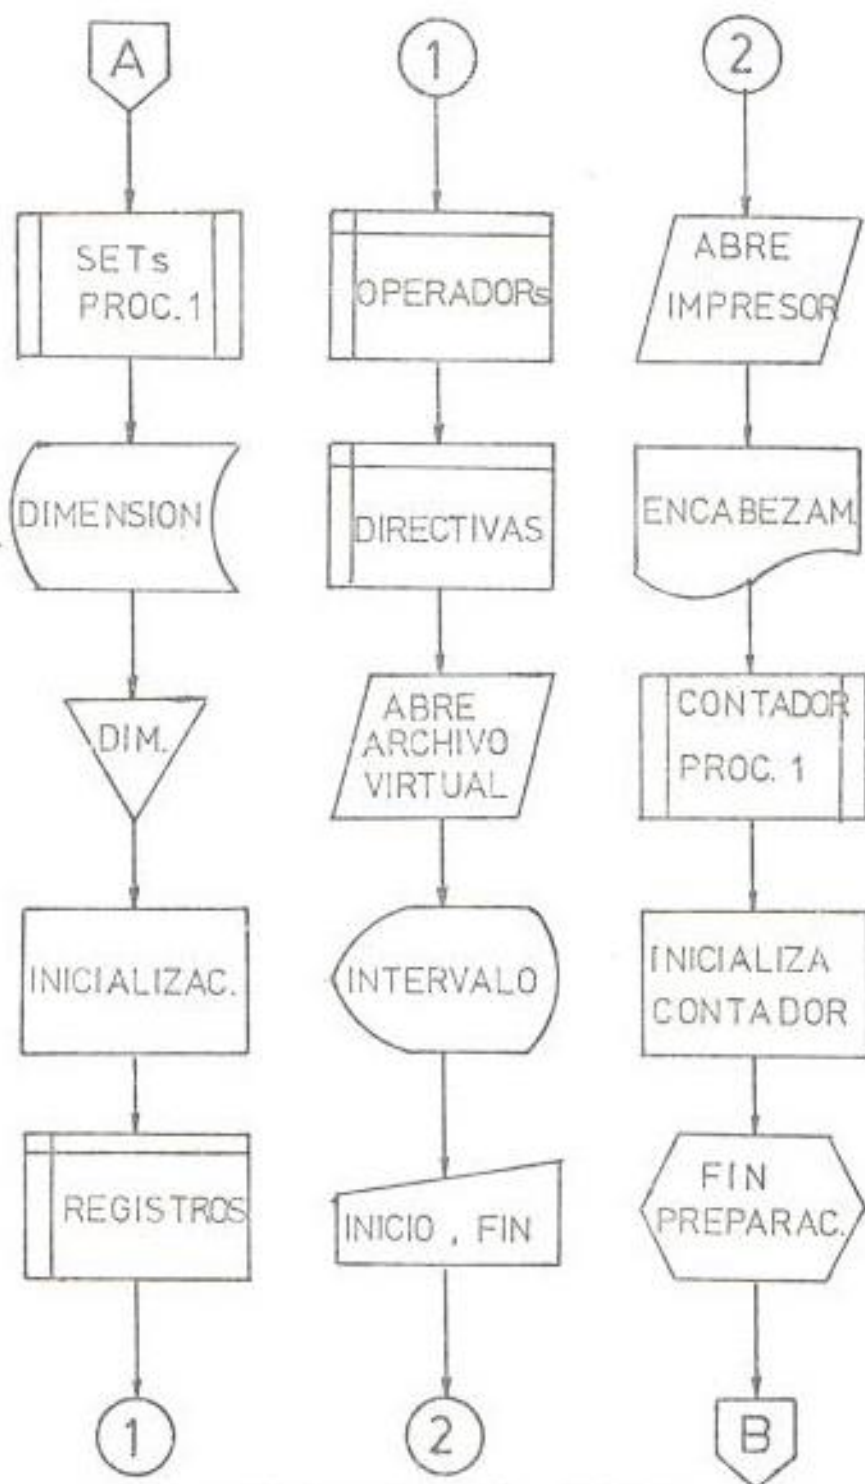 A
SETs
PROC. 1
DIMENSION
DIM.
INICIALIZAC.
REGISTROS
1
1
OPERADORs
DIRECTIVAS
ABRE
ARCHIVO
VIRTUAL
INTERVALO
INICIO , FIN
2
2
ABRE
IMPRESOR
ENCABEZAM.
CONTADOR
PROC. 1
INICIALIZA
CONTADOR
FIN
PREPARAC.
B